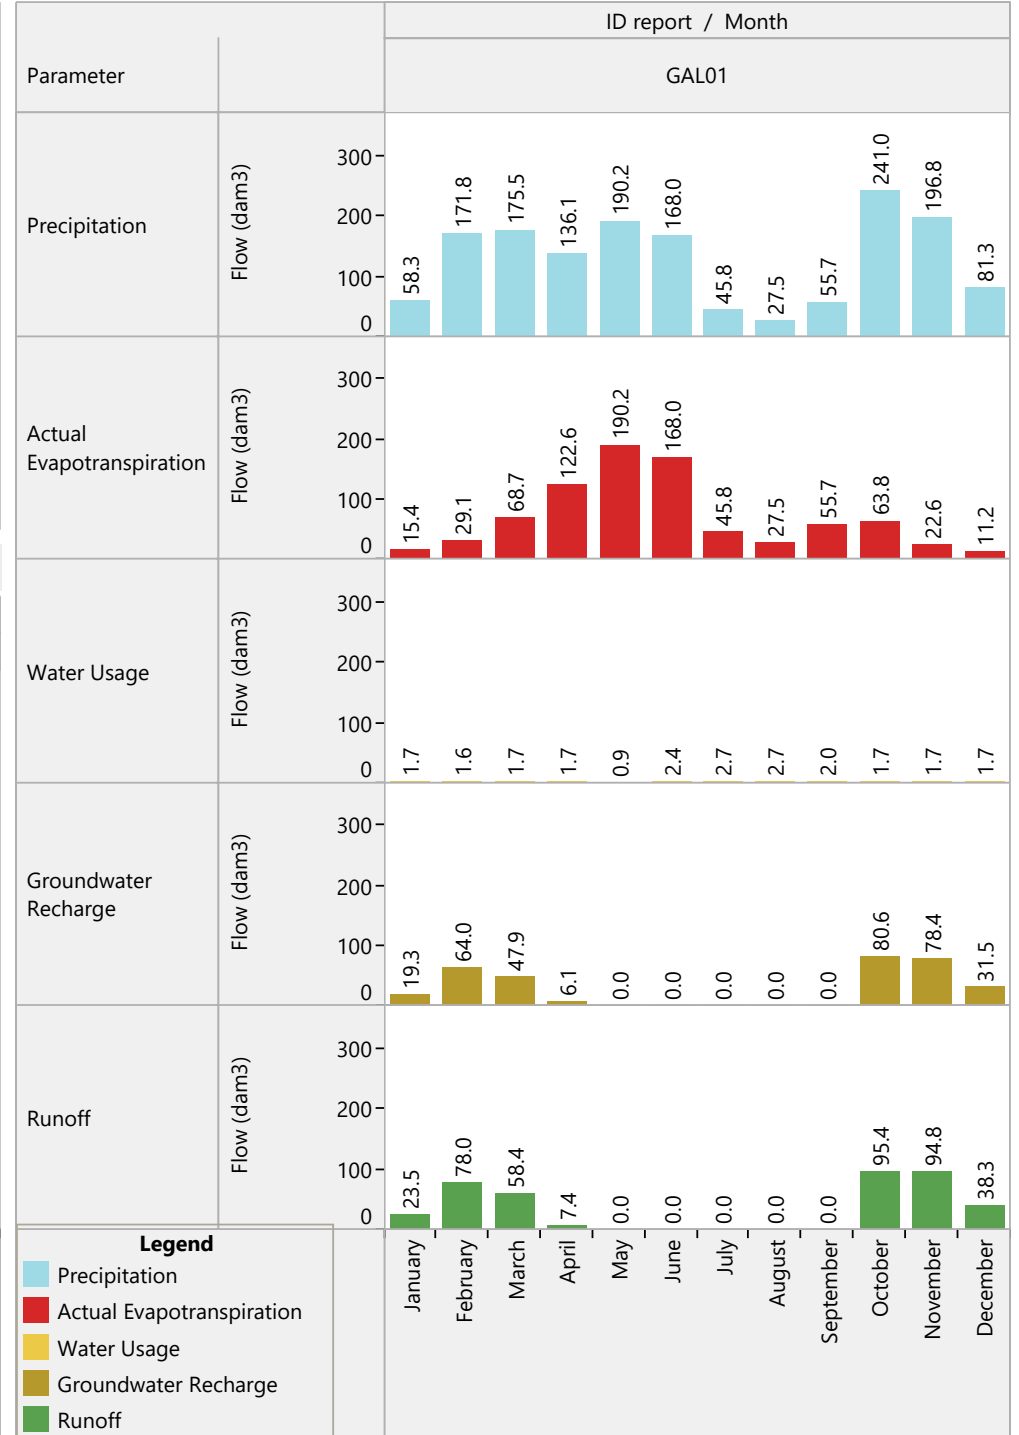 ID report / Month
Parameter
GAL01
Precipitation
Flow (dam3)
300
200
100
0
58.3
171.8
175.5
136.1
190.2
168.0
45.8
27.5
55.7
241.0
196.8
81.3
Actual
Evapotranspiration
Flow (dam3)
300
200
100
0
15.4
29.1
68.7
122.6
190.2
168.0
45.8
27.5
55.7
63.8
22.6
11.2
Water Usage
Flow (dam3)
300
200
100
0
1.7
1.6
1.7
1.7
0.9
2.4
2.7
2.7
2.0
1.7
1.7
1.7
Groundwater
Recharge
Flow (dam3)
300
200
100
0
19.3
64.0
47.9
6.1
0.0
0.0
0.0
0.0
0.0
80.6
78.4
31.5
Runoff
Flow (dam3)
300
200
100
0
23.5
78.0
58.4
7.4
0.0
0.0
0.0
0.0
0.0
95.4
94.8
38.3
January
February
March
April
May
June
July
August
September
October
November
December
Legend
Precipitation
Actual Evapotranspiration
Water Usage
Groundwater Recharge
Runoff